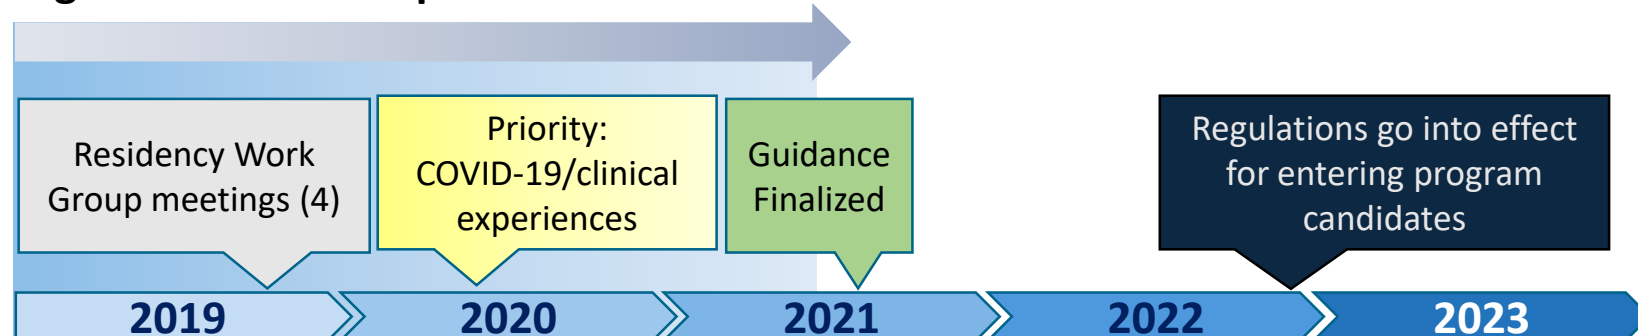 Residency Work
Group meetings (4)
Priority:
COVID-19/clinical
experiences
Guidance
Finalized
Regulations go into effect
for entering program
candidates
2019
2020
2021
2022
2023